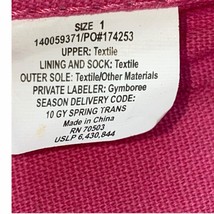 SIZE 1
140059371/PO#174253
UPPER: Textile
LINING AND SOCK: Textile
OUTER SOLE: Textile/Other Materials
PRIVATE LABELER: Gymboree
SEASON DELIVERY CODE:
10 GY SPRING TRANS
Made in China
RN 70503
USLP 6,430,844